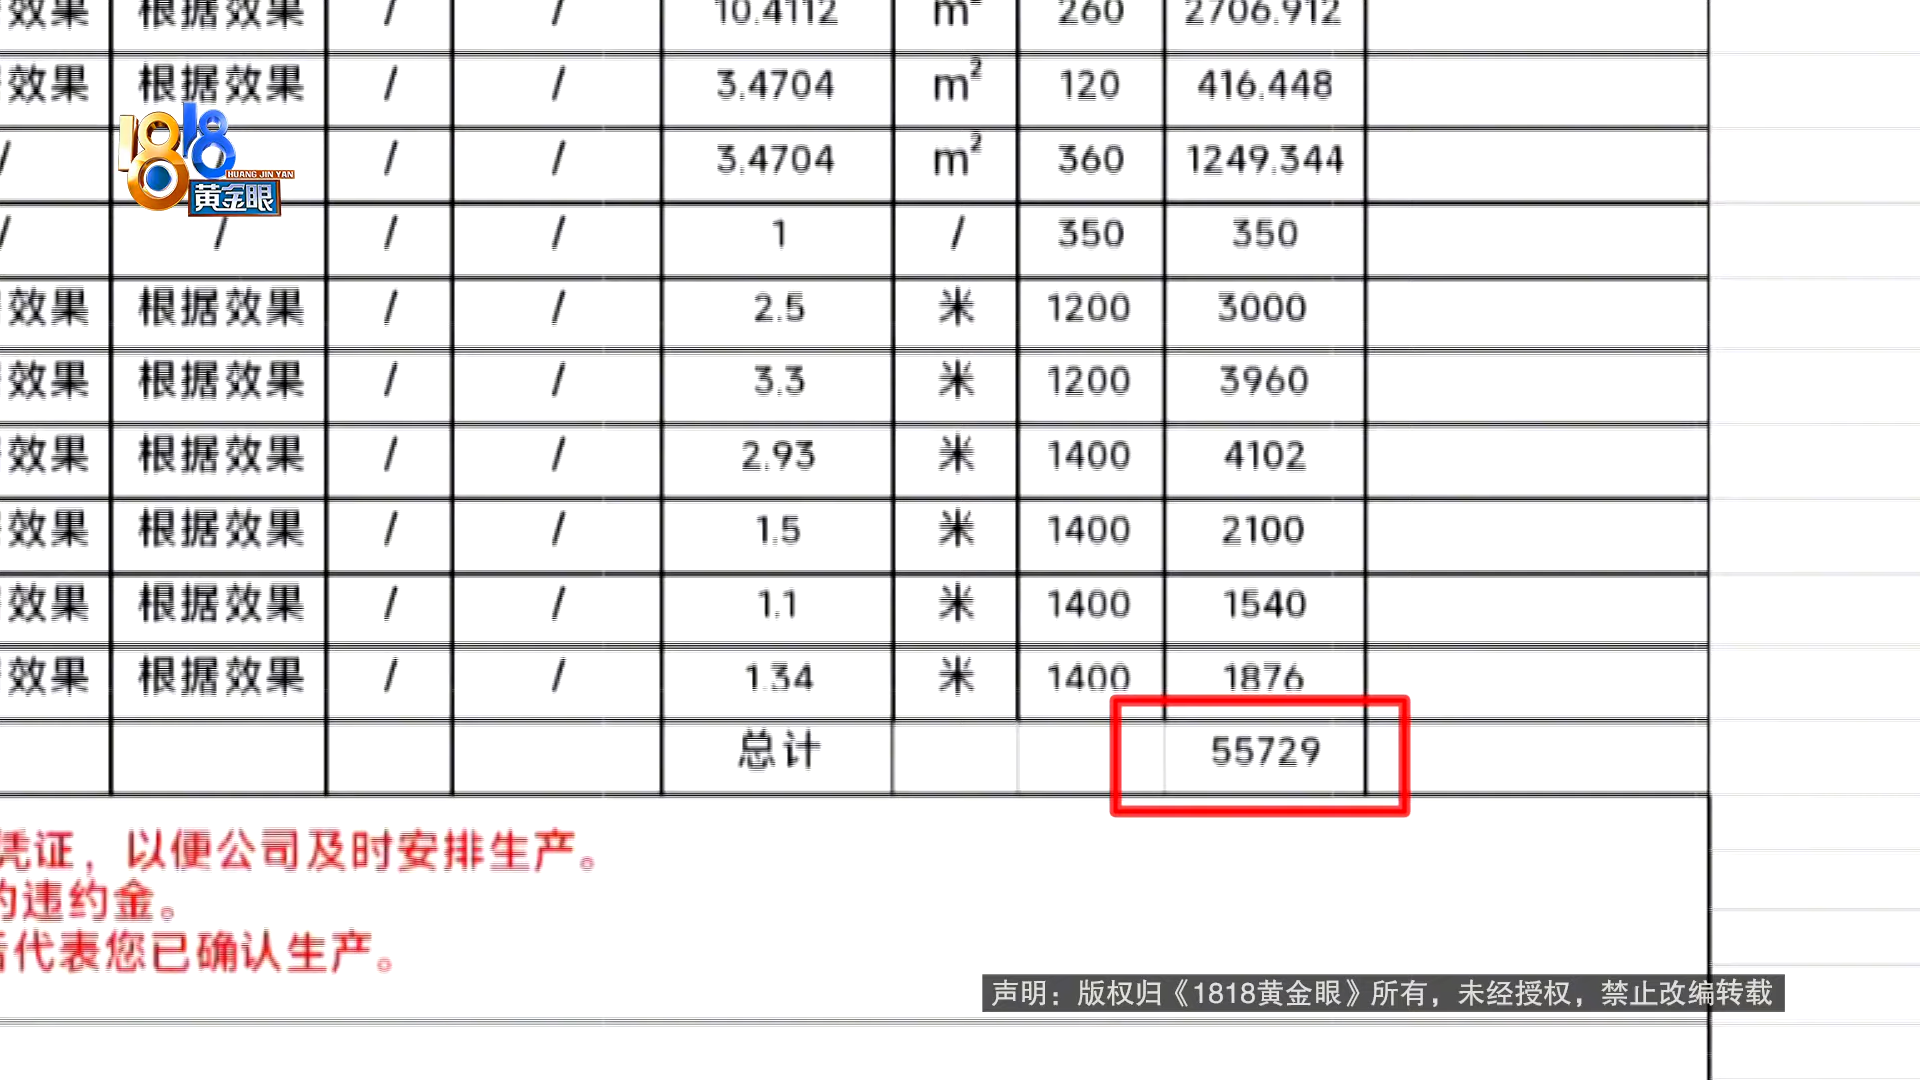 效果 根据效果 / / 10.4112 m² 260 2706.912
效果 根据效果 / / 3.4704 m² 120 416.448
/ / / 3.4704 m² 360 1249.344
/ / / / 1 / 350 350
效果 根据效果 / / 2.5 米 1200 3000
效果 根据效果 / / 3.3 米 1200 3960
效果 根据效果 / / 2.93 米 1400 4102
效果 根据效果 / / 1.5 米 1400 2100
效果 根据效果 / / 1.1 米 1400 1540
效果 根据效果 / / 1.34 米 1400 1876
总计 55729
凭证，以便公司及时安排生产。
的违约金。
代表您已确认生产。
1818
HUANG JIN YAN
黄金眼
声明：版权归《1818黄金眼》所有，未经授权，禁止改编转载